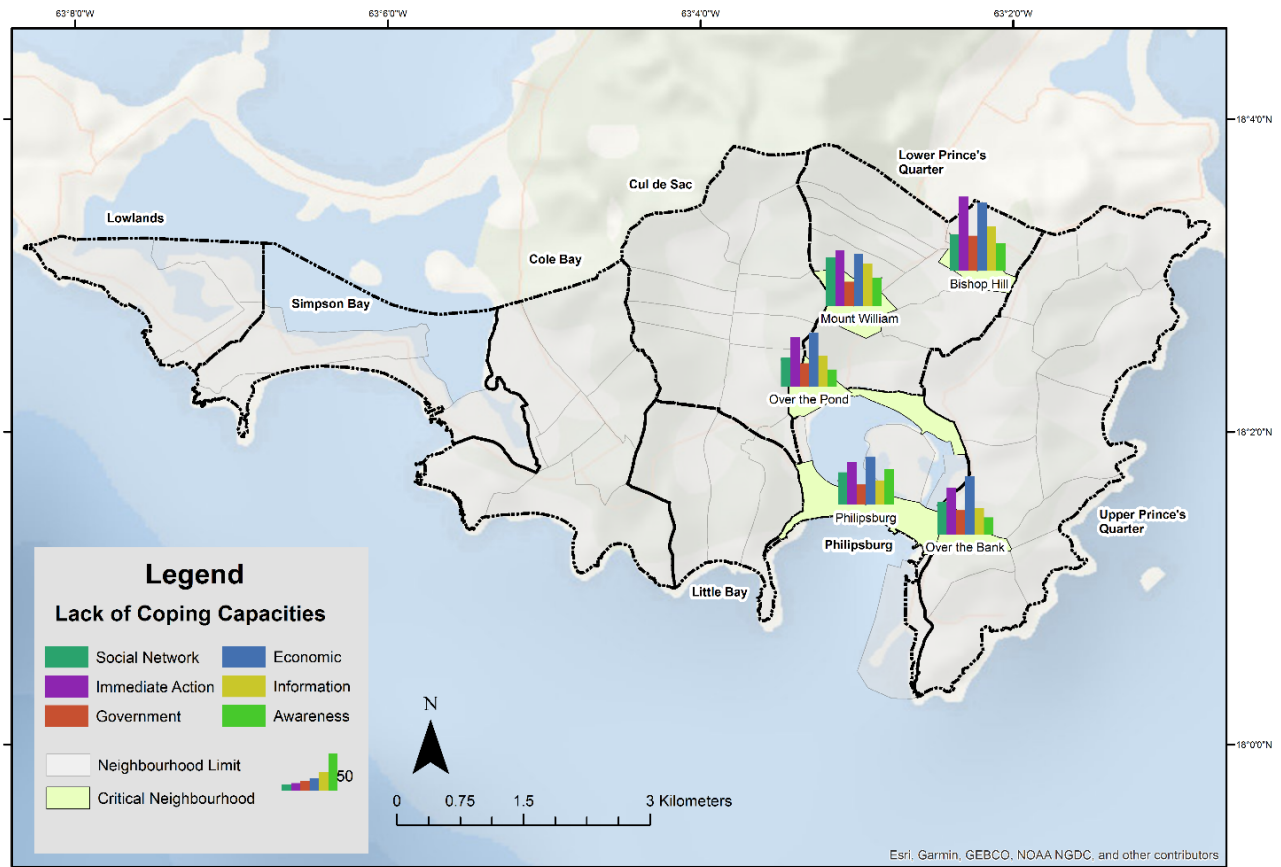 63°8'0"W 63°6'0"W 63°4'0"W 63°2'0"W
18°4'0"N
Lower Prince's
Quarter
Cul de Sac
Lowlands
Cole Bay
Bishop Hill
Simpson Bay
Mount William
Over the Pond
18°2'0"N
Philipsburg
Upper Prince's
Quarter
Philipsburg
Over the Bank
Little Bay
Legend
Lack of Coping Capacities
Social Network Economic
Immediate Action Information
Government Awareness
Neighbourhood Limit 50
Critical Neighbourhood
N
18°0'0"N
0 0.75 1.5 3 Kilometers
Esri, Garmin, GEBCO, NOAA NGDC, and other contributors